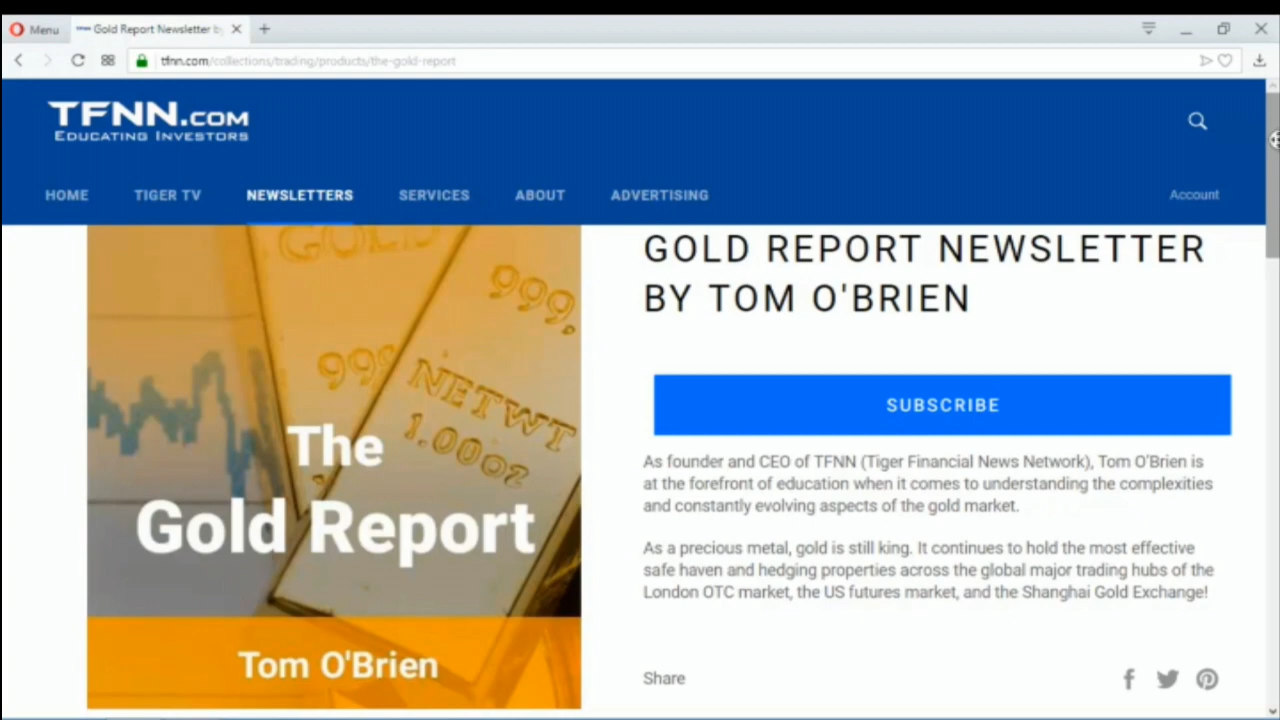 Menu
Gold Report Newsletter b
tfnn.com/collections/trading/products/the-gold-report
TFNN.COM
EDUCATING INVESTORS
HOME TIGER TV NEWSLETTERS SERVICES ABOUT ADVERTISING Account
GOLD
999,
999
NETWT
1.00oz
The
Gold Report
Tom O'Brien
GOLD REPORT NEWSLETTER
BY TOM O'BRIEN
SUBSCRIBE
As founder and CEO of TFNN (Tiger Financial News Network), Tom O'Brien is
at the forefront of education when it comes to understanding the complexities
and constantly evolving aspects of the gold market.
As a precious metal, gold is still king. It continues to hold the most effective
safe haven and hedging properties across the global major trading hubs of the
London OTC market, the US futures market, and the Shanghai Gold Exchange!
Share